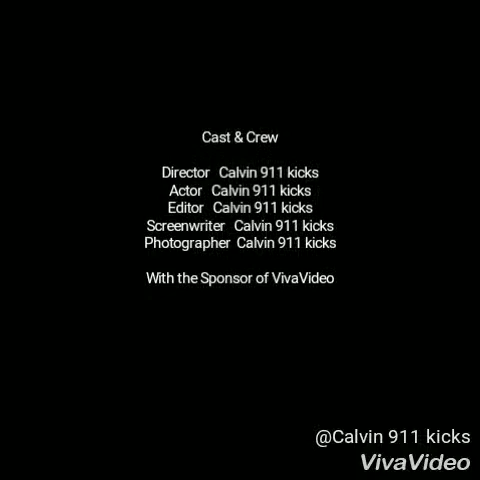 Cast & Crew
Director Calvin 911 kicks
Actor Calvin 911 kicks
Editor Calvin 911 kicks
Screenwriter Calvin 911 kicks
Photographer Calvin 911 kicks
With the Sponsor of VivaVideo
@Calvin 911 kicks
VivaVideo